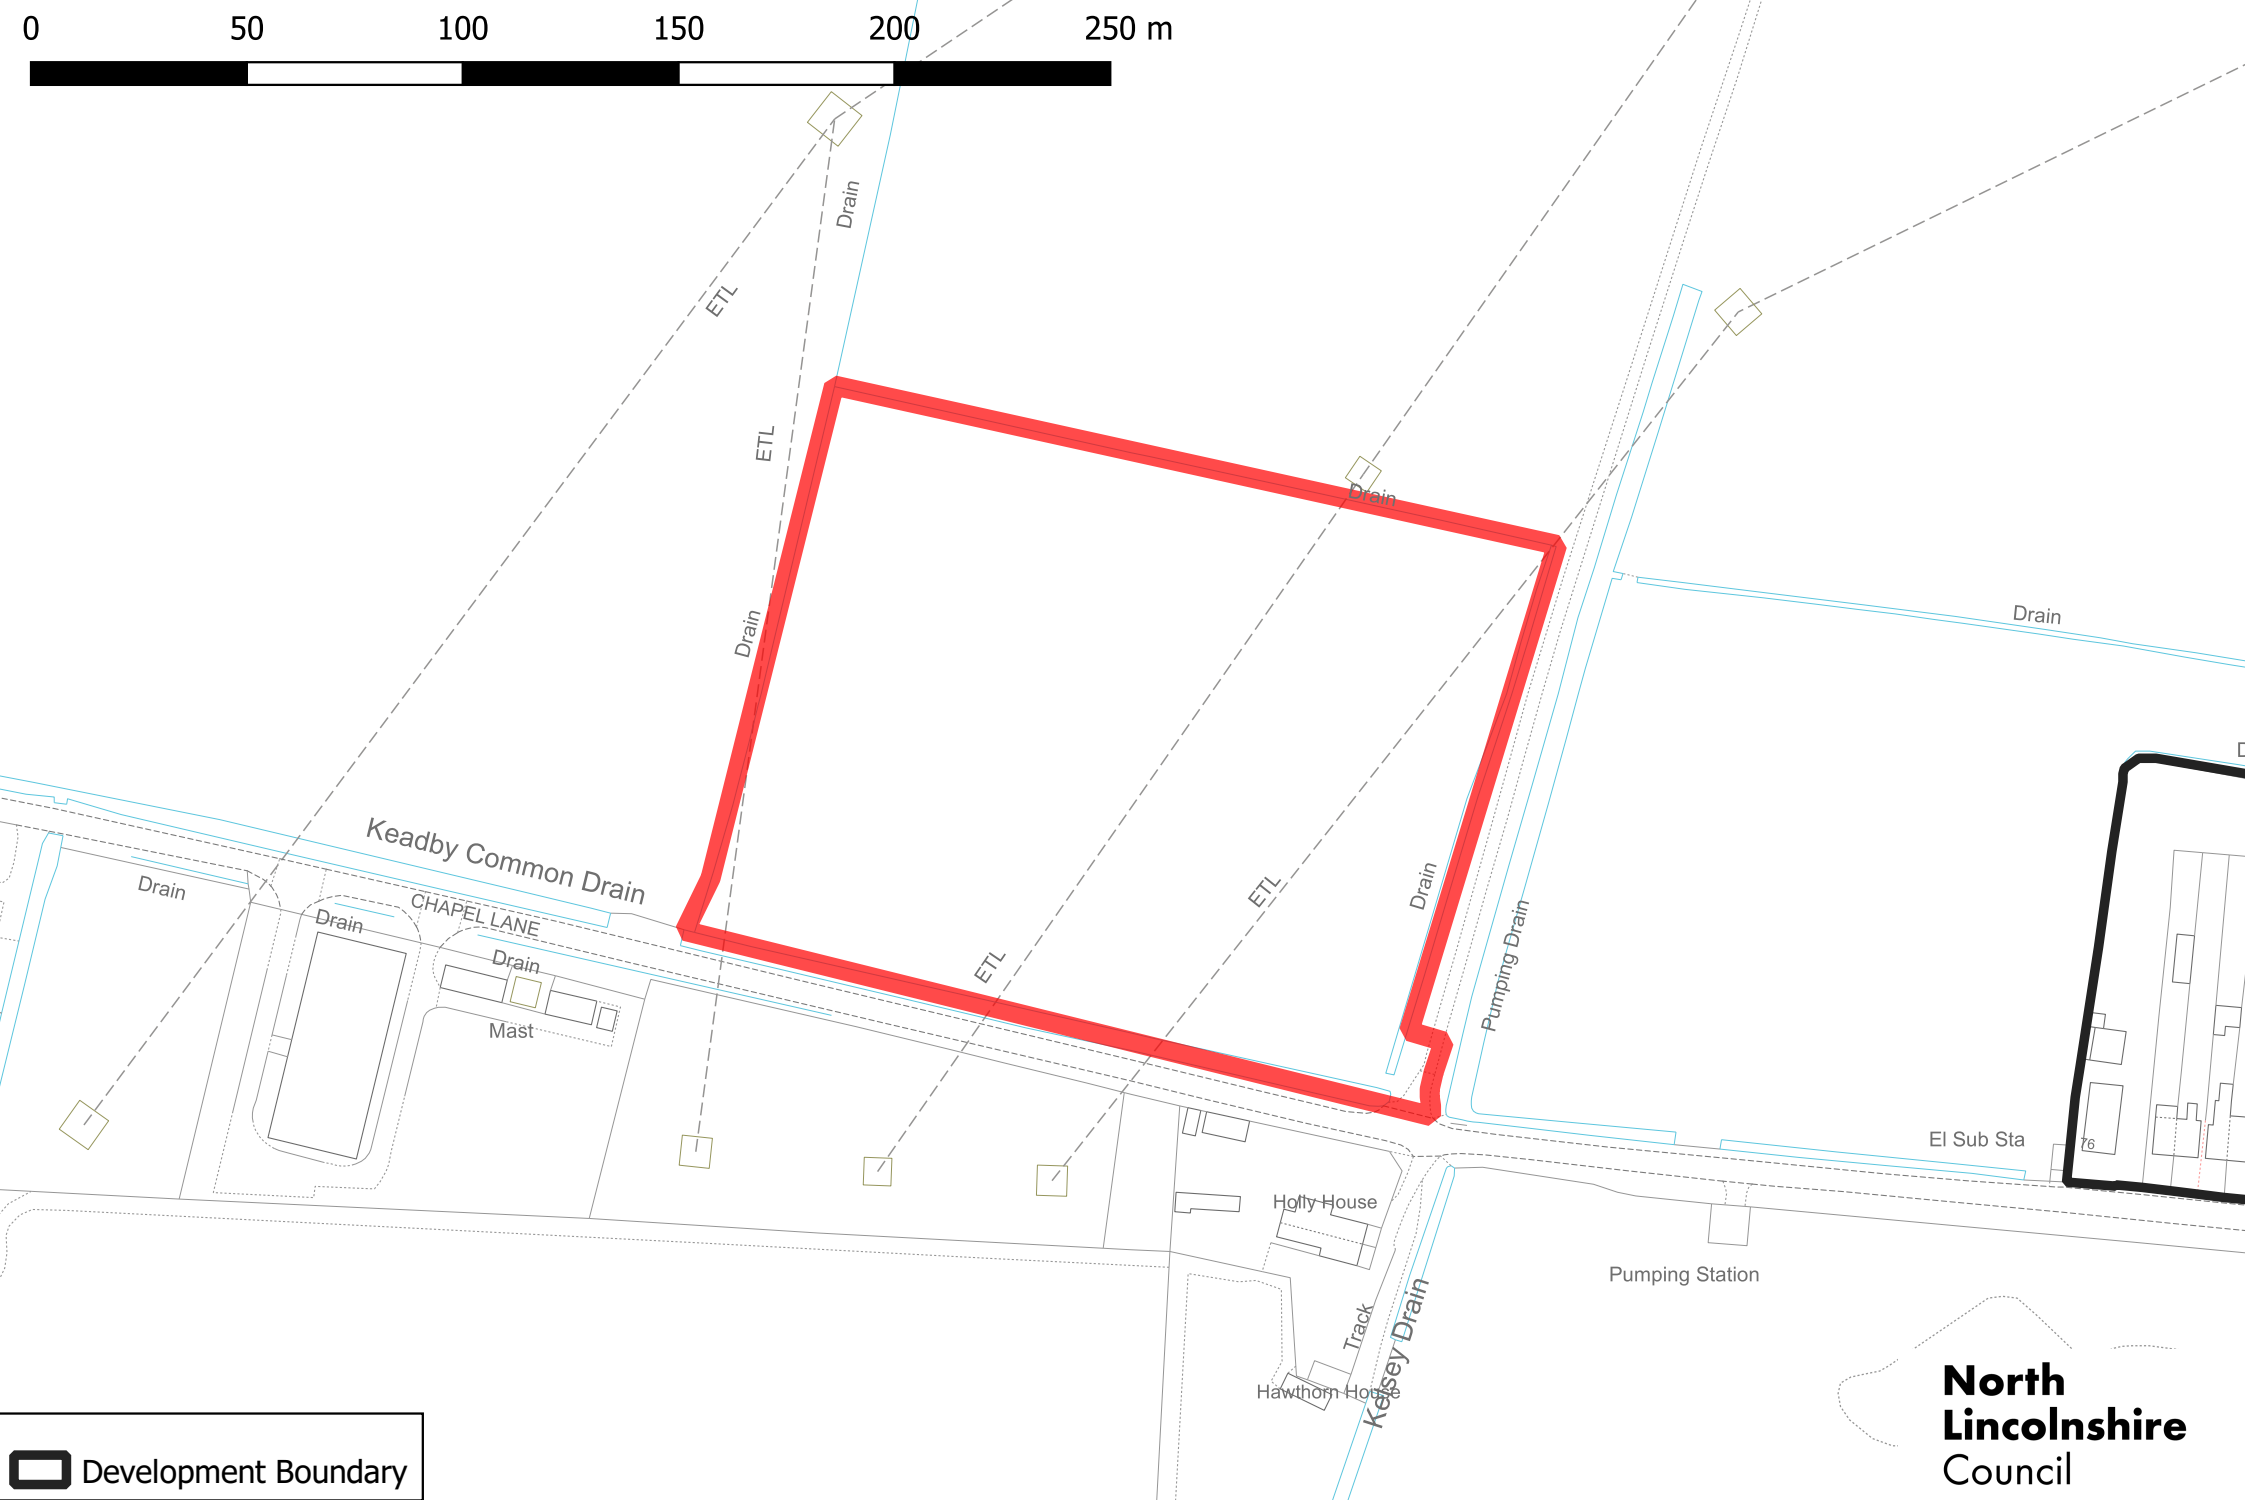 0 50 100 150 200 250 m
Drain
ETL
ETL
Drain
Drain
Drain
Keadby Common Drain
Drain
CHAPEL LANE
Drain
Drain
Mast
ETL
ETL
Drain
Pumping Drain
El Sub Sta
76
Holly House
Pumping Station
Track
Kelsey Drain
Hawthorn House
Development Boundary
North
Lincolnshire
Council